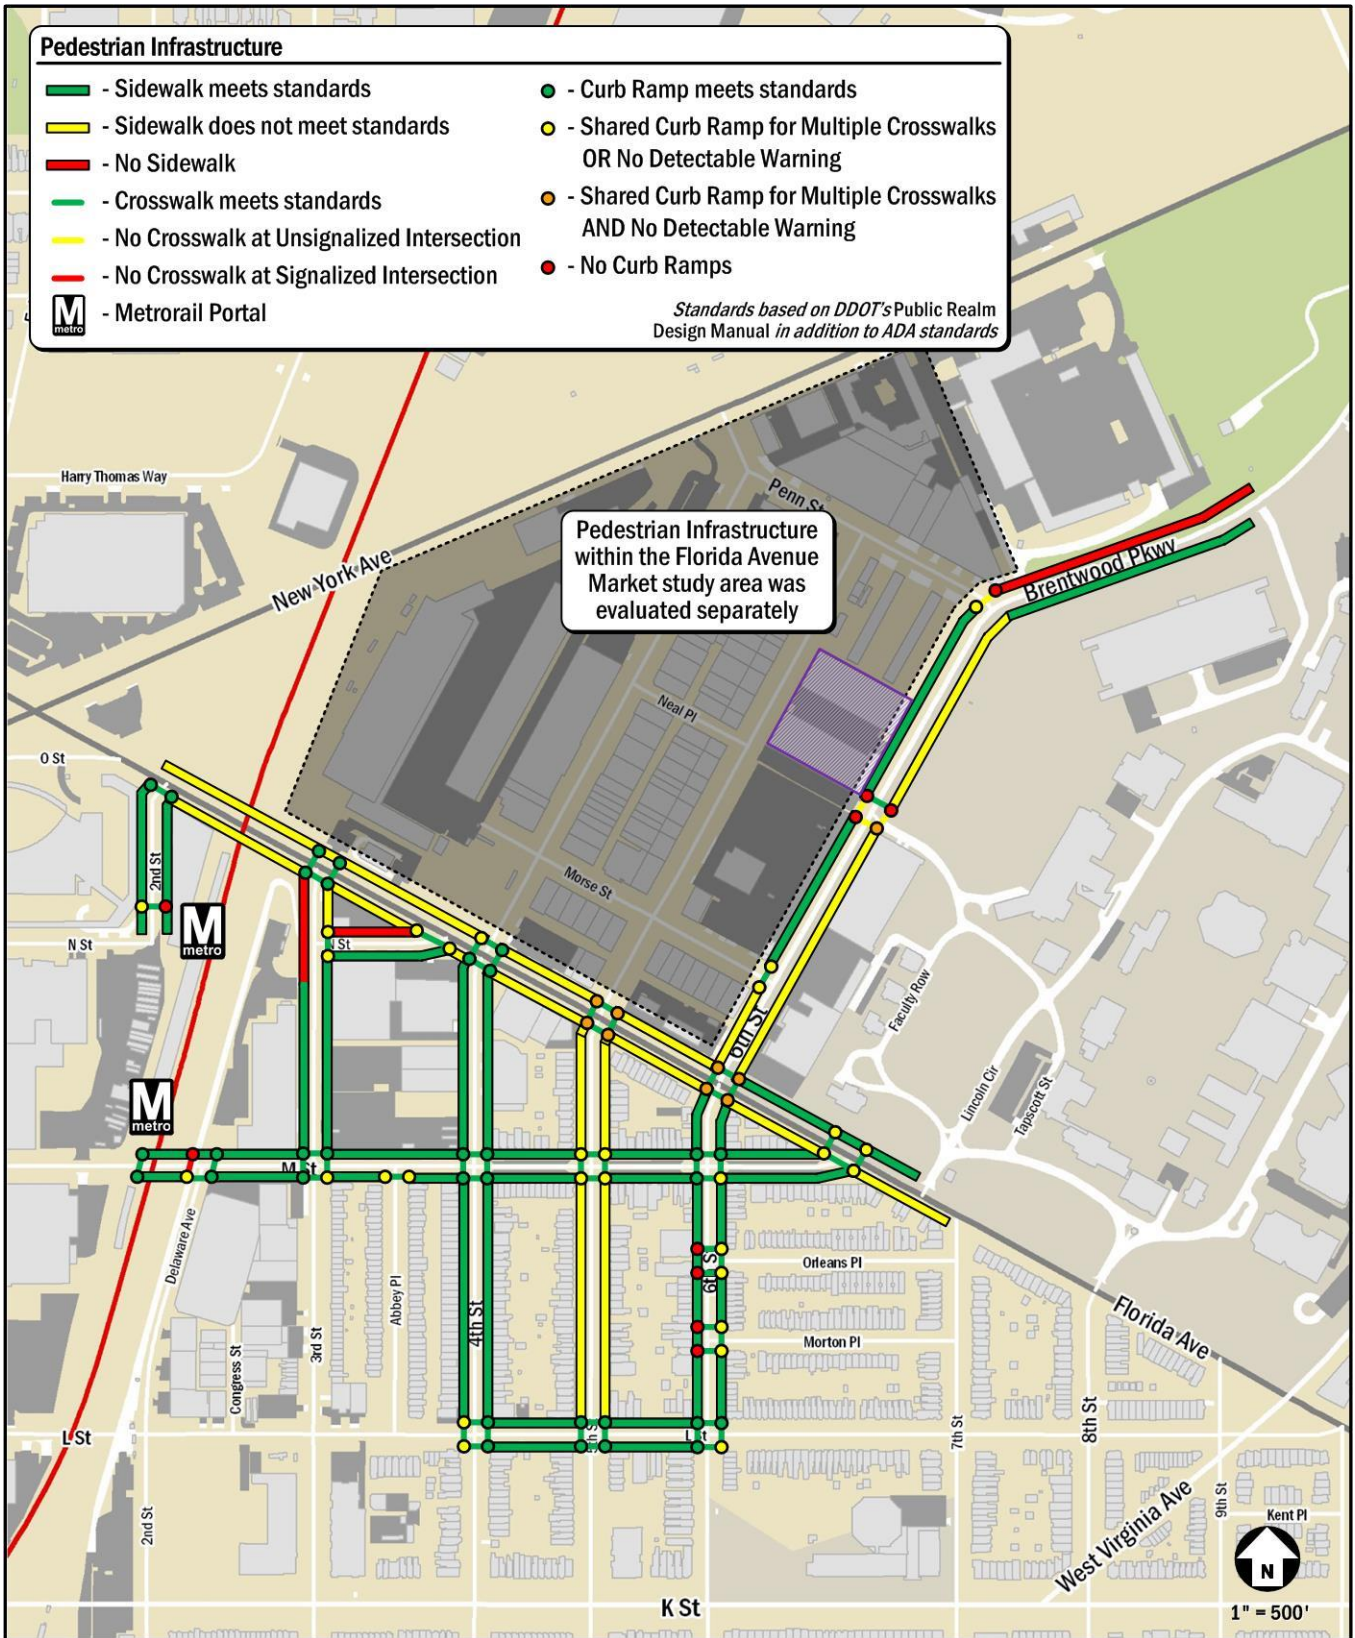 Pedestrian Infrastructure
- Sidewalk meets standards
- Sidewalk does not meet standards
- No Sidewalk
- Crosswalk meets standards
- No Crosswalk at Unsignalized Intersection
- No Crosswalk at Signalized Intersection
M
metro
- Metrorail Portal
- Curb Ramp meets standards
- Shared Curb Ramp for Multiple Crosswalks
OR No Detectable Warning
- Shared Curb Ramp for Multiple Crosswalks
AND No Detectable Warning
- No Curb Ramps
Standards based on DDOT's Public Realm
Design Manual in addition to ADA standards
Harry Thomas Way
New York Ave
Penn St
Pedestrian Infrastructure
within the Florida Avenue
Market study area was
evaluated separately
Brentwood Pkwy
Neal Pl
O St
2nd St
Morse St
N St
M
metro
N St
Faculty Row
6th St
Lincoln Cir
Tapscott St
M
metro
M St
Delaware Ave
Orleans Pl
6th S
Abbey Pl
4th St
Florida Ave
3rd St
Morton Pl
Congress St
8th St
7th St
L St
L St
2nd St
West Virginia Ave
9th St
Kent Pl
N
K St
1" = 500'